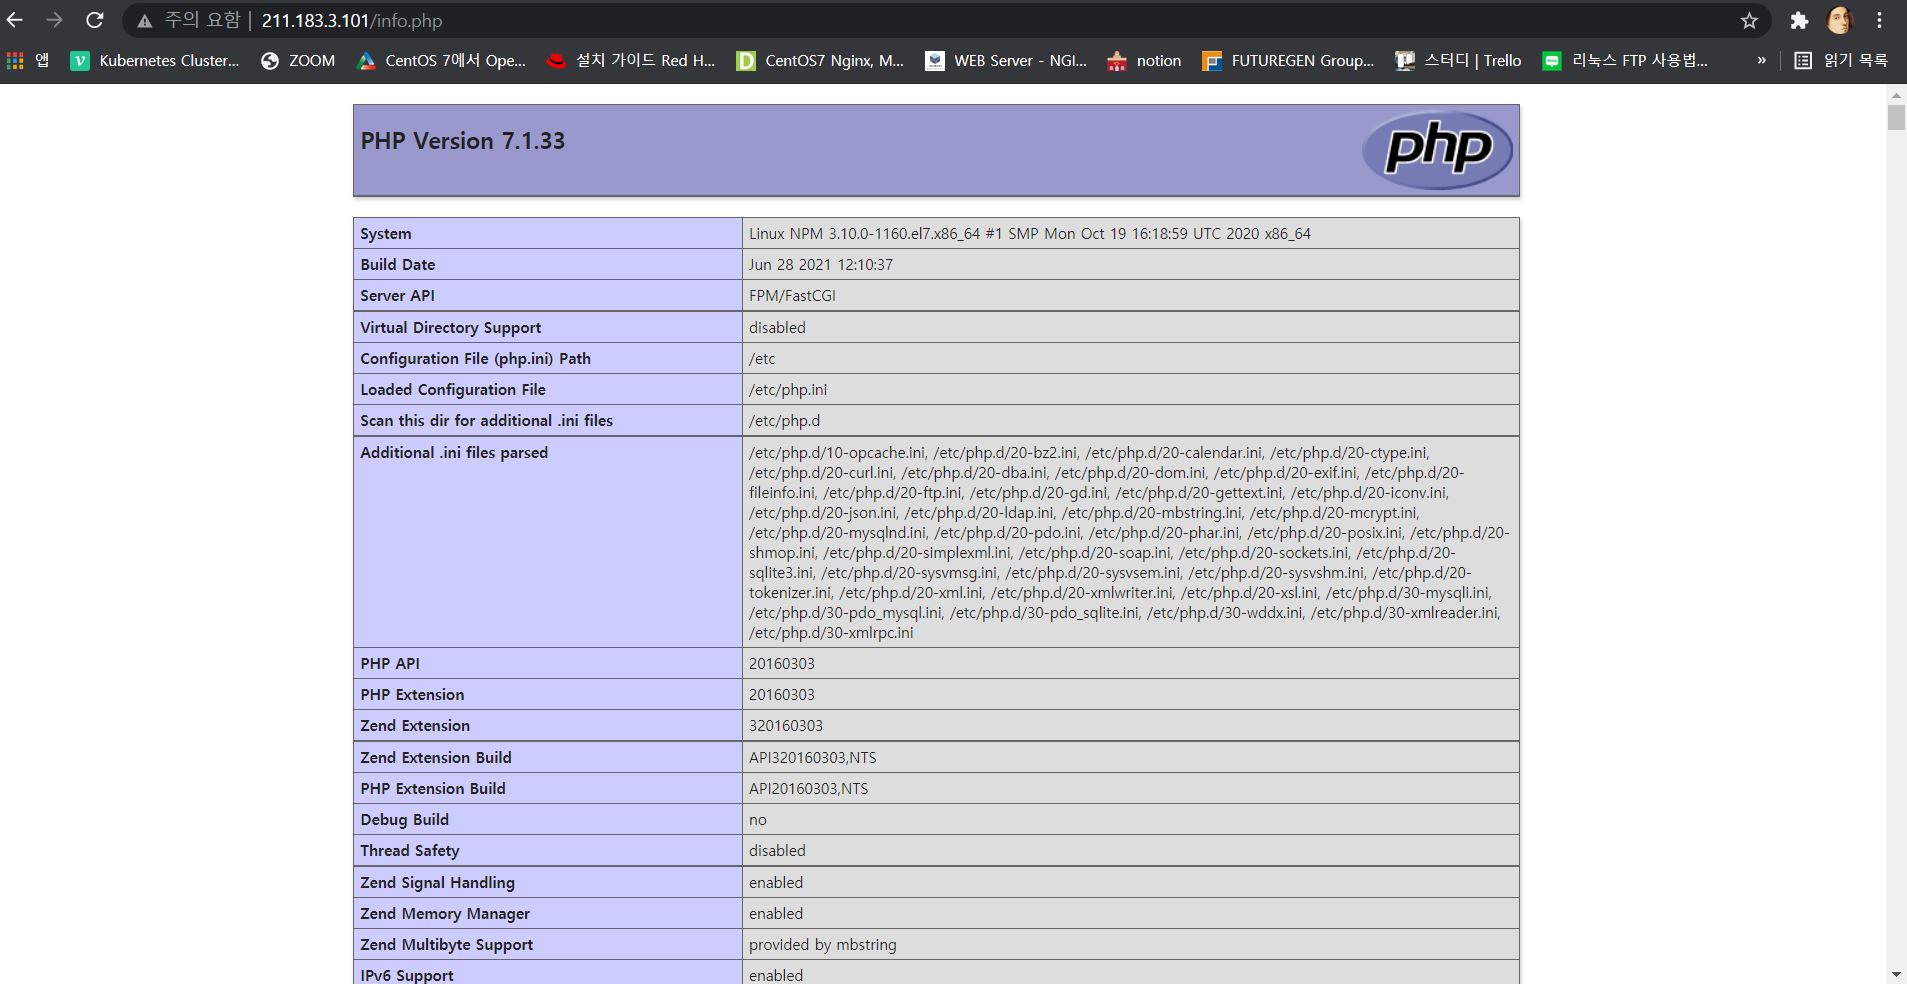 주의 요함 | 211.183.3.101/info.php
앱 Kubernetes Cluster... ZOOM CentOS 7에서 Ope... 설치 가이드 Red H... CentOS7 Nginx, M... WEB Server - NGI... notion FUTUREGEN Group... 스터디 | Trello 리눅스 FTP 사용법... » 읽기 목록
PHP Version 7.1.33
php
System Linux NPM 3.10.0-1160.el7.x86_64 #1 SMP Mon Oct 19 16:18:59 UTC 2020 x86_64
Build Date Jun 28 2021 12:10:37
Server API FPM/FastCGI
Virtual Directory Support disabled
Configuration File (php.ini) Path /etc
Loaded Configuration File /etc/php.ini
Scan this dir for additional .ini files /etc/php.d
Additional .ini files parsed /etc/php.d/10-opcache.ini, /etc/php.d/20-bz2.ini, /etc/php.d/20-calendar.ini, /etc/php.d/20-ctype.ini,
/etc/php.d/20-curl.ini, /etc/php.d/20-dba.ini, /etc/php.d/20-dom.ini, /etc/php.d/20-exif.ini, /etc/php.d/20-
fileinfo.ini, /etc/php.d/20-ftp.ini, /etc/php.d/20-gd.ini, /etc/php.d/20-gettext.ini, /etc/php.d/20-iconv.ini,
/etc/php.d/20-json.ini, /etc/php.d/20-ldap.ini, /etc/php.d/20-mbstring.ini, /etc/php.d/20-mcrypt.ini,
/etc/php.d/20-mysqlnd.ini, /etc/php.d/20-pdo.ini, /etc/php.d/20-phar.ini, /etc/php.d/20-posix.ini, /etc/php.d/20-
shmop.ini, /etc/php.d/20-simplexml.ini, /etc/php.d/20-soap.ini, /etc/php.d/20-sockets.ini, /etc/php.d/20-
sqlite3.ini, /etc/php.d/20-sysvmsg.ini, /etc/php.d/20-sysvsem.ini, /etc/php.d/20-sysvshm.ini, /etc/php.d/20-
tokenizer.ini, /etc/php.d/20-xml.ini, /etc/php.d/20-xmlwriter.ini, /etc/php.d/20-xsl.ini, /etc/php.d/30-mysqli.ini,
/etc/php.d/30-pdo_mysql.ini, /etc/php.d/30-pdo_sqlite.ini, /etc/php.d/30-wddx.ini, /etc/php.d/30-xmlreader.ini,
/etc/php.d/30-xmlrpc.ini
PHP API 20160303
PHP Extension 20160303
Zend Extension 320160303
Zend Extension Build API320160303,NTS
PHP Extension Build API20160303,NTS
Debug Build no
Thread Safety disabled
Zend Signal Handling enabled
Zend Memory Manager enabled
Zend Multibyte Support provided by mbstring
IPv6 Support enabled